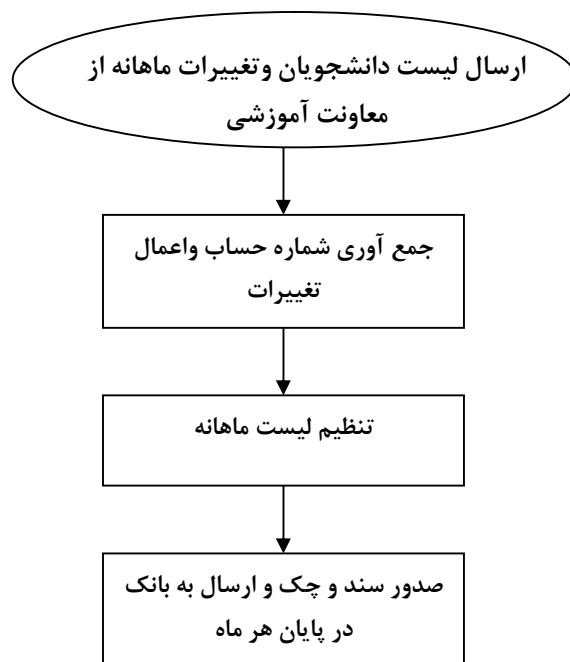 ارسال لیست دانشجویان وتغییرات ماهانه از
معاونت آموزشی
جمع آوری شماره حساب واعمال
تغییرات
تنظیم لیست ماهانه
صدور سند و چک و ارسال به بانک
در پایان هر ماه